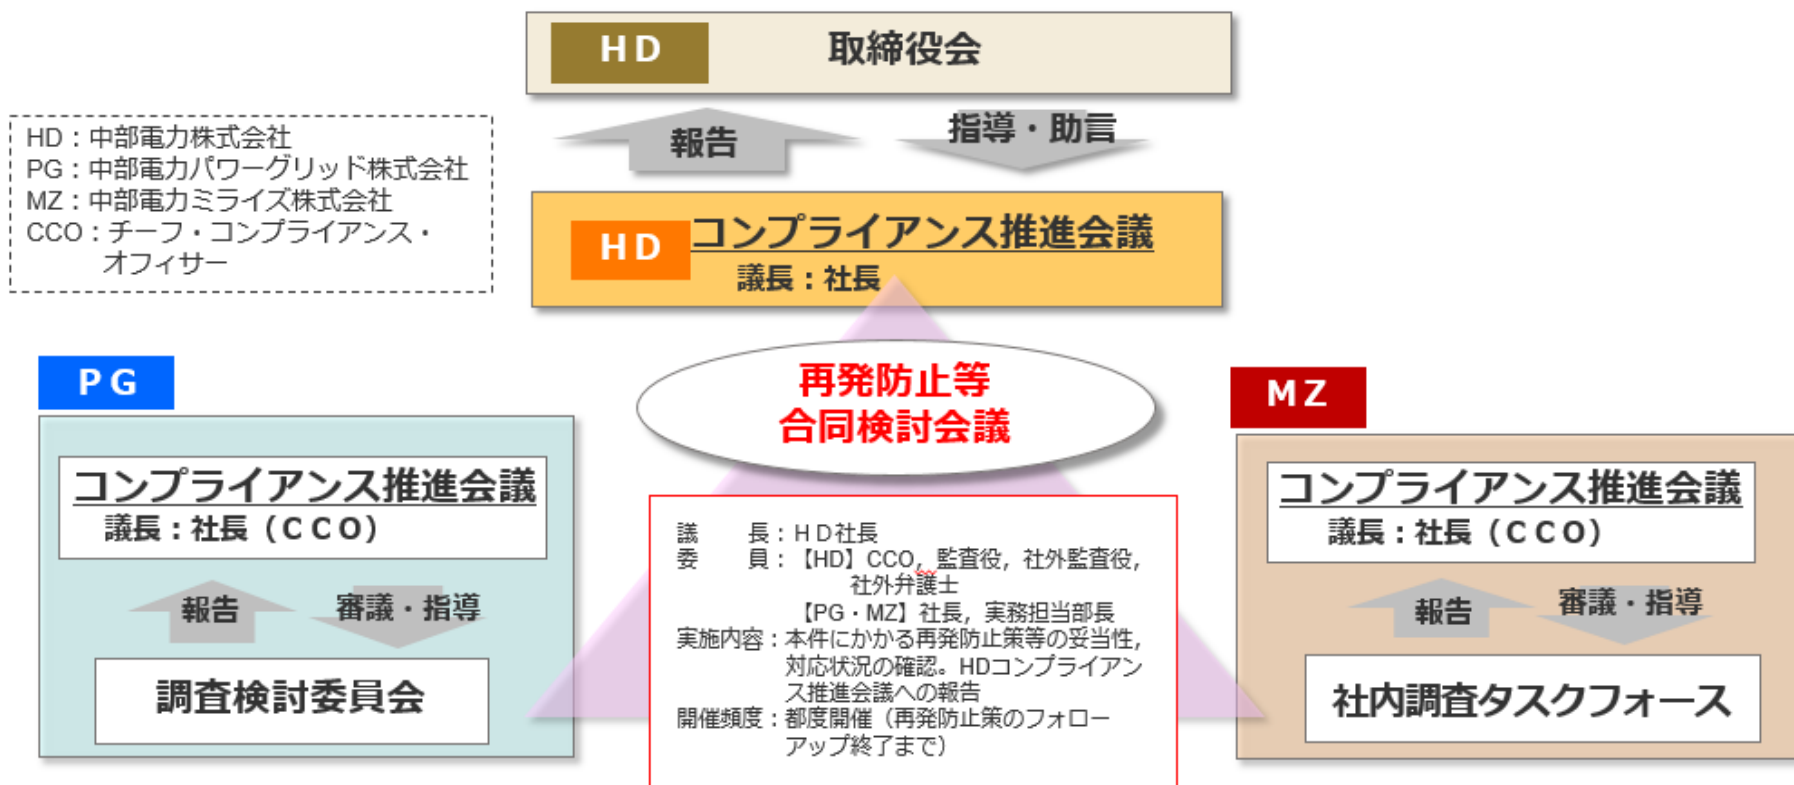 HD 取締役会
報告
指導・助言
HD：中部電力株式会社
PG：中部電力パワーグリッド株式会社
MZ：中部電力ミライズ株式会社
CCO：チーフ・コンプライアンス・
オフィサー
HD コンプライアンス推進会議
議長：社長
再発防止等
合同検討会議
PG
コンプライアンス推進会議
議長：社長（ＣＣＯ）
報告
審議・指導
調査検討委員会
議　　長：ＨＤ社長
委　　員：【HD】CCO，監査役，社外監査役，
社外弁護士
【PG・MZ】社長，実務担当部長
実施内容：本件にかかる再発防止策等の妥当性，
対応状況の確認。HDコンプライアン
ス推進会議への報告
開催頻度：都度開催（再発防止策のフォロー
アップ終了まで）
MZ
コンプライアンス推進会議
議長：社長（ＣＣＯ）
報告
審議・指導
社内調査タスクフォース